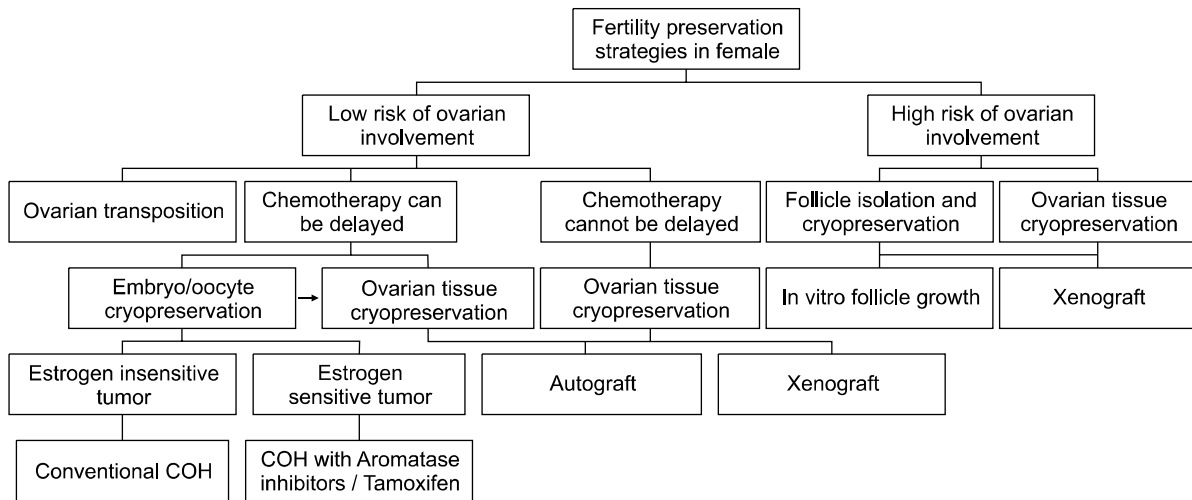 Fertility preservation
strategies in female
Low risk of ovarian
involvement
High risk of ovarian
involvement
Ovarian transposition
Chemotherapy can
be delayed
Chemotherapy
cannot be delayed
Follicle isolation and
cryopreservation
Ovarian tissue
cryopreservation
Embryo/oocyte
cryopreservation
Ovarian tissue
cryopreservation
Ovarian tissue
cryopreservation
In vitro follicle growth
Xenograft
Estrogen insensitive
tumor
Estrogen
sensitive tumor
Autograft
Xenograft
Conventional COH
COH with Aromatase
inhibitors / Tamoxifen